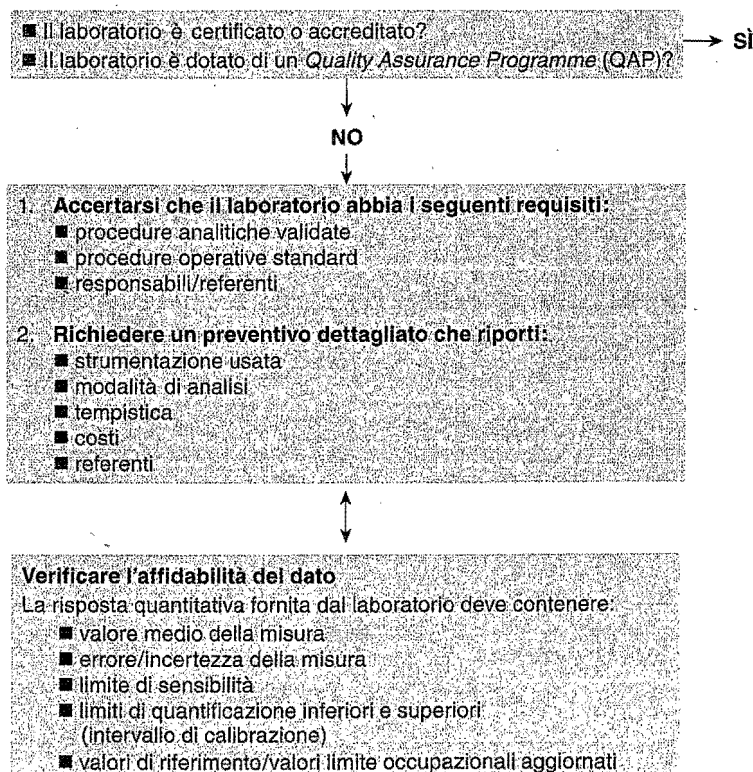 ■ Il laboratorio è certificato o accreditato?
■ Il laboratorio è dotato di un Quality Assurance Programme (QAP)?
SÌ
NO
1. Accertarsi che il laboratorio abbia i seguenti requisiti:
■ procedure analitiche validate
■ procedure operative standard
■ responsabili/referenti
2. Richiedere un preventivo dettagliato che riporti:
■ strumentazione usata
■ modalità di analisi
■ tempistica
■ costi
■ referenti
Verificare l'affidabilità del dato
La risposta quantitativa fornita dal laboratorio deve contenere:
■ valore medio della misura
■ errore/incertezza della misura
■ limite di sensibilità
■ limiti di quantificazione inferiori e superiori
(intervallo di calibrazione)
■ valori di riferimento/valori limite occupazionali aggiornati